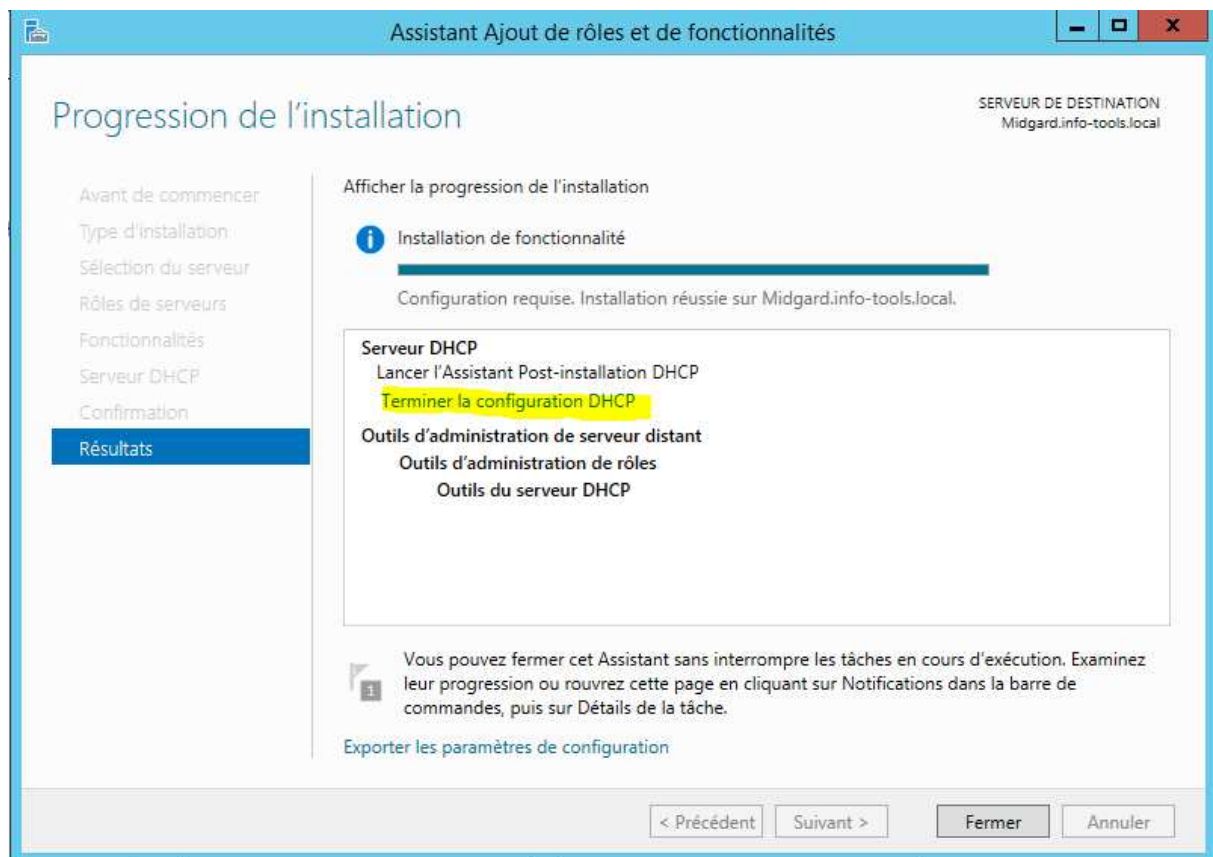 Assistant Ajout de rôles et de fonctionnalités
Progression de l'installation
SERVEUR DE DESTINATION
Midgard.info-tools.local
Avant de commencer
Type d'installation
Sélection du serveur
Rôles de serveurs
Fonctionnalités
Serveur DHCP
Confirmation
Résultats
Afficher la progression de l'installation
Installation de fonctionnalité
Configuration requise. Installation réussie sur Midgard.info-tools.local.
Serveur DHCP
Lancer l'Assistant Post-installation DHCP
Terminer la configuration DHCP
Outils d'administration de serveur distant
Outils d'administration de rôles
Outils du serveur DHCP
1
Vous pouvez fermer cet Assistant sans interrompre les tâches en cours d'exécution. Examinez
leur progression ou rouvrez cette page en cliquant sur Notifications dans la barre de
commandes, puis sur Détails de la tâche.
Exporter les paramètres de configuration
< Précédent
Suivant >
Fermer
Annuler